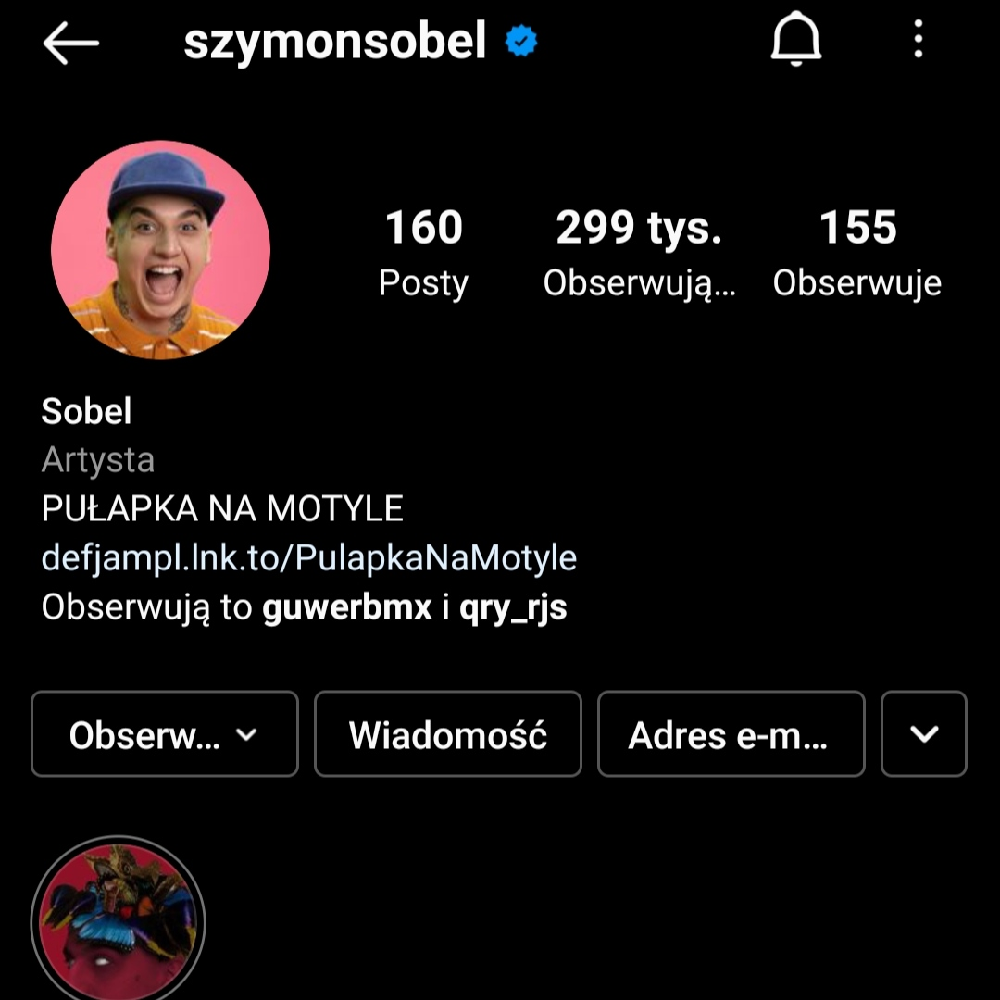 szymonsobel
160 299 tys. 155
Posty Obserwują... Obserwuje
Sobel
Artysta
PUŁAPKA NA MOTYLE
defjampl.lnk.to/PulapkaNaMotyle
Obserwują to guwerbmx i qry_rjs
Obserw... Wiadomość Adres e-m...